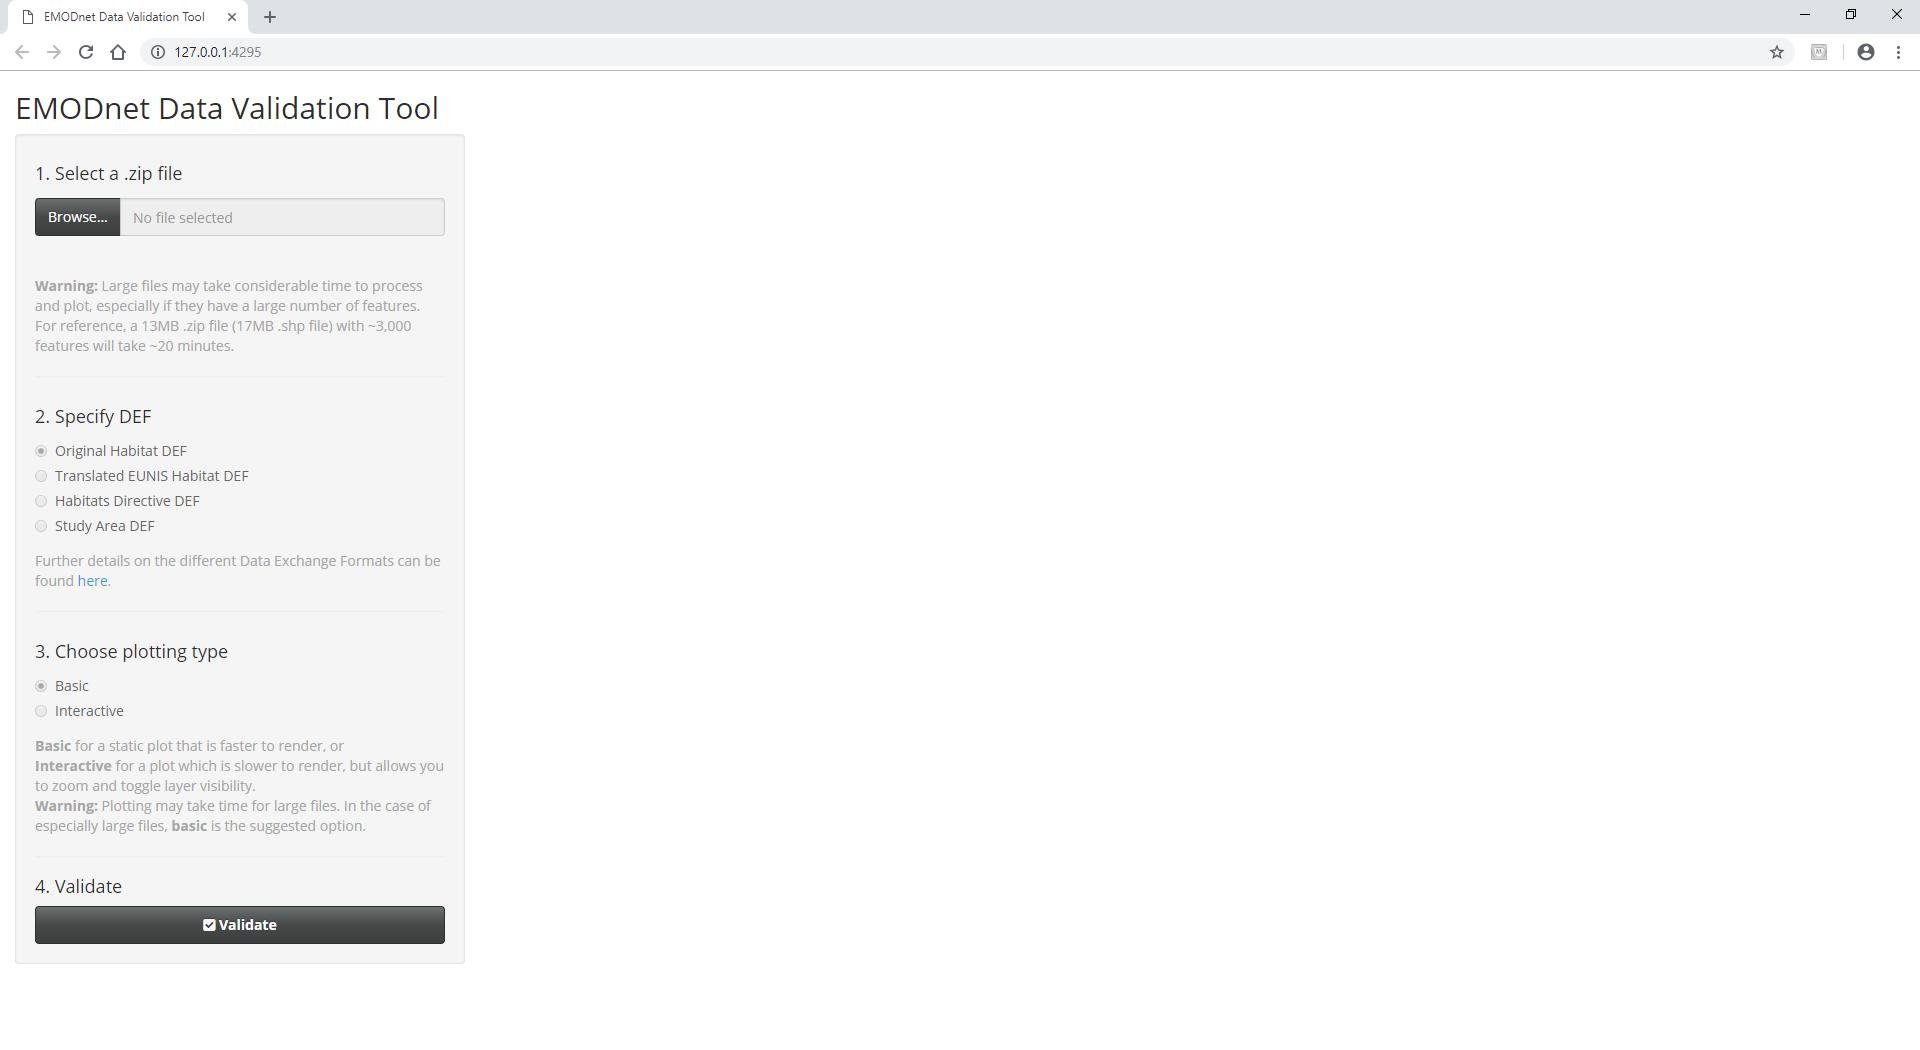 EMODnet Data Validation Tool
127.0.0.1:4295
EMODnet Data Validation Tool
1. Select a .zip file
Browse...
No file selected
Warning: Large files may take considerable time to process
and plot, especially if they have a large number of features.
For reference, a 13MB .zip file (17MB .shp file) with ~3,000
features will take ~20 minutes.
2. Specify DEF
Original Habitat DEF
Translated EUNIS Habitat DEF
Habitats Directive DEF
Study Area DEF
Further details on the different Data Exchange Formats can be
found here.
3. Choose plotting type
Basic
Interactive
Basic for a static plot that is faster to render, or
Interactive for a plot which is slower to render, but allows you
to zoom and toggle layer visibility.
Warning: Plotting may take time for large files. In the case of
especially large files, basic is the suggested option.
4. Validate
Validate